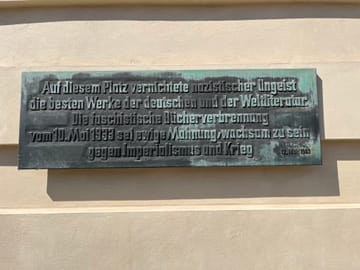 Auf diesem Platz vernichtete nazistischer Ungeist
die besten Werke der deutschen und der Weltliteratur.
Die faschistische Bücherverbrennung
vom 10. Mai 1933 sei ewige Mahnung, wachsam zu sein
gegen Imperialismus und Krieg